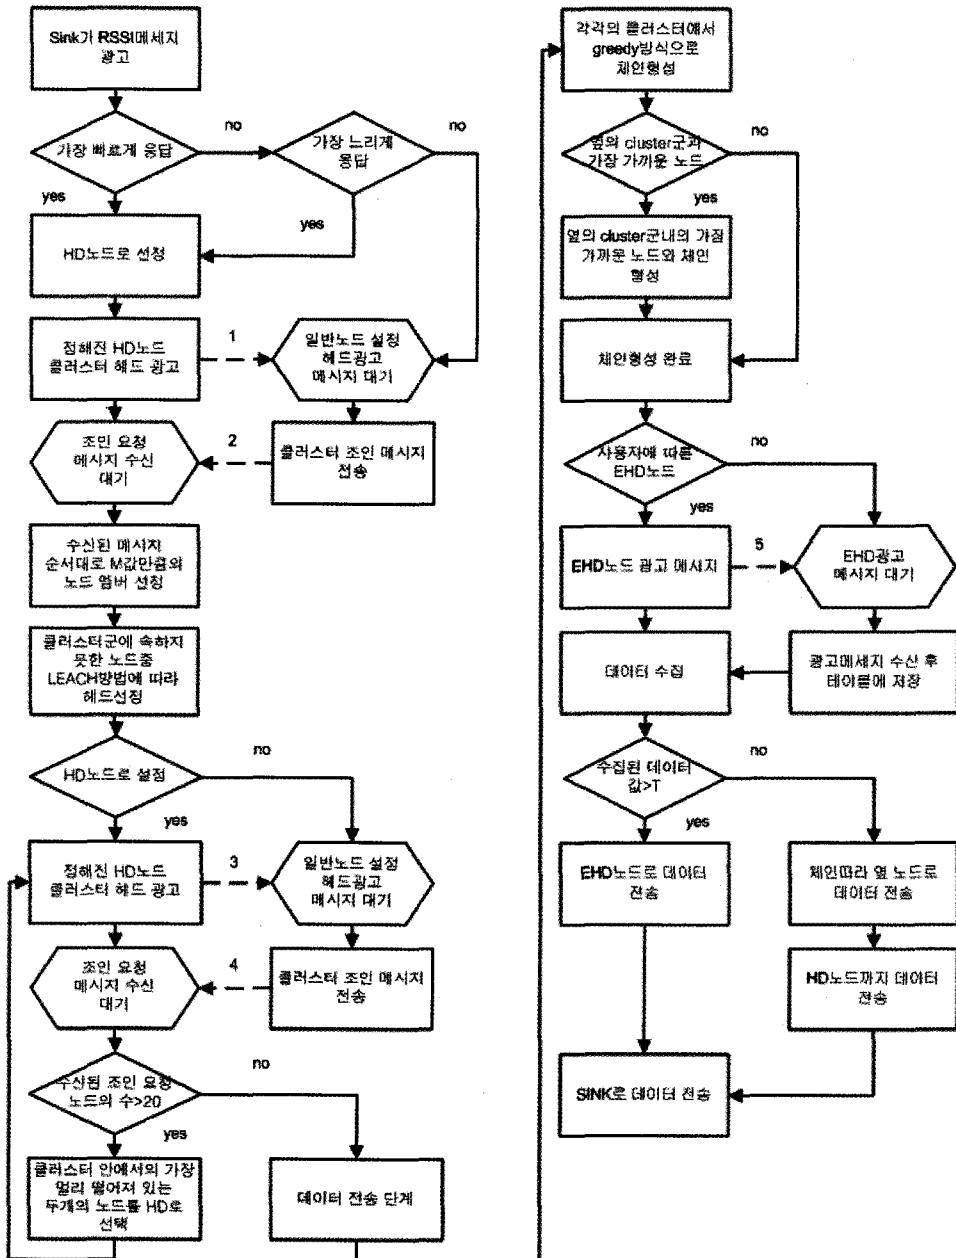 Sink가 RSSI메세지
광고
가장 빠르게 응답
no
가장 느리게
응답
no
yes
yes
HD노드로 선정
정해진 HD노드
클러스터 헤드 광고
1
일반노드 설정
헤드광고
메시지 대기
조인 요청
메시지 수신
대기
2
클러스터 조인 메시지
전송
수신된 메시지
순서대로 M값만큼의
노드 멤버 선정
클러스터군에 속하지
못한 노드중
LEACH방법에 따라
헤드선정
HD노드로 설정
no
yes
정해진 HD노드
클러스터 헤드 광고
3
일반노드 설정
헤드광고
메시지 대기
조인 요청
메시지 수신
대기
4
클러스터 조인 메시지
전송
수신된 조인 요청
노드의 수>20
no
yes
클러스터 안에서의 가장
멀리 떨어져 있는
두개의 노드를 HD로
선택
데이터 전송 단계
각각의 클러스터에서
greedy방식으로
체인형성
옆의 cluster군과
가장 가까운 노드
no
yes
옆의 cluster군내의 가장
가까운 노드와 체인
형성
체인형성 완료
사용자에 따른
EHD노드
no
yes
EHD노드 광고 메시지
5
EHD광고
메시지 대기
데이터 수집
광고메세지 수신 후
테이블에 저장
수집된 데이터
값>T
no
yes
EHD노드로 데이터
전송
체인따라 옆 노드로
데이터 전송
HD노드까지 데이터
전송
SINK로 데이터 전송